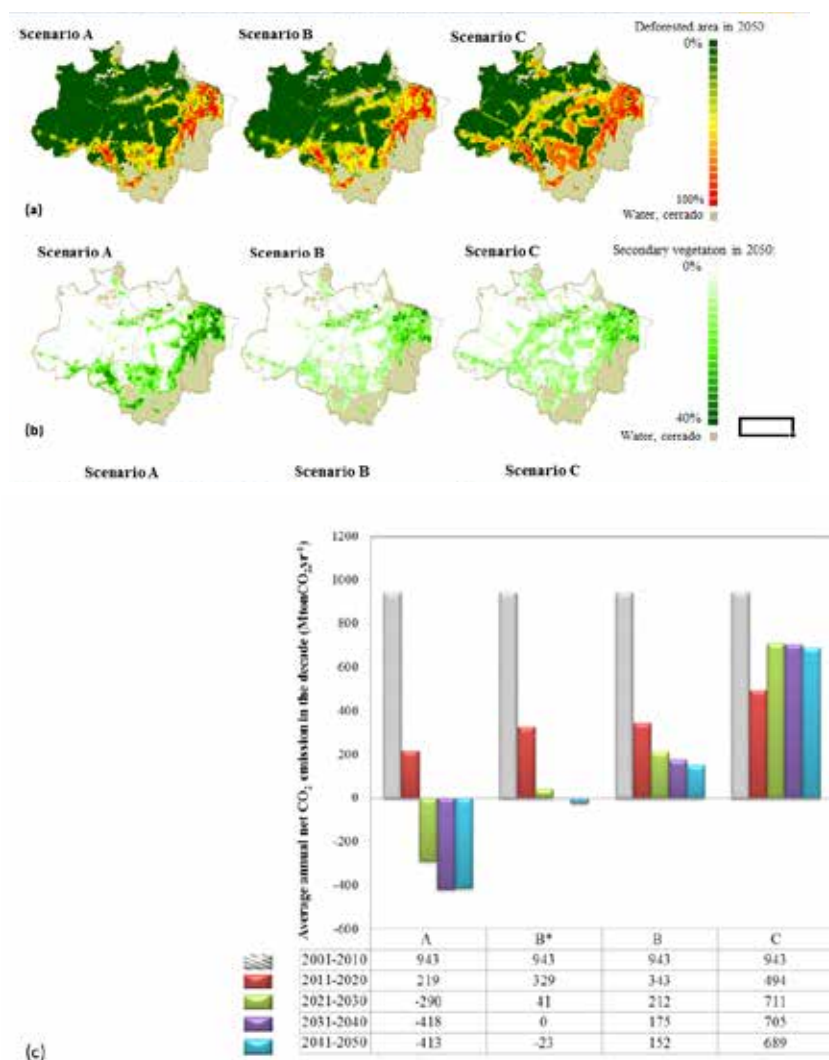 Scenario A Scenario B Scenario C Deforested area in 2050
0%
100%
Water, cerrado
(a)
Scenario A Scenario B Scenario C Secondary vegetation in 2050:
0%
40%
Water, cerrado
(b)
Scenario A Scenario B Scenario C
Average annual net CO₂ emission in the decade (MtonCO₂yr⁻¹)
1200
1000
800
600
400
200
0
-200
-400
-600
A B* B C
2001-2010 943 943 943 943
2011-2020 219 329 343 494
2021-2030 -290 41 212 711
2031-2040 -418 0 175 705
2041-2050 -413 -23 152 689
(c)